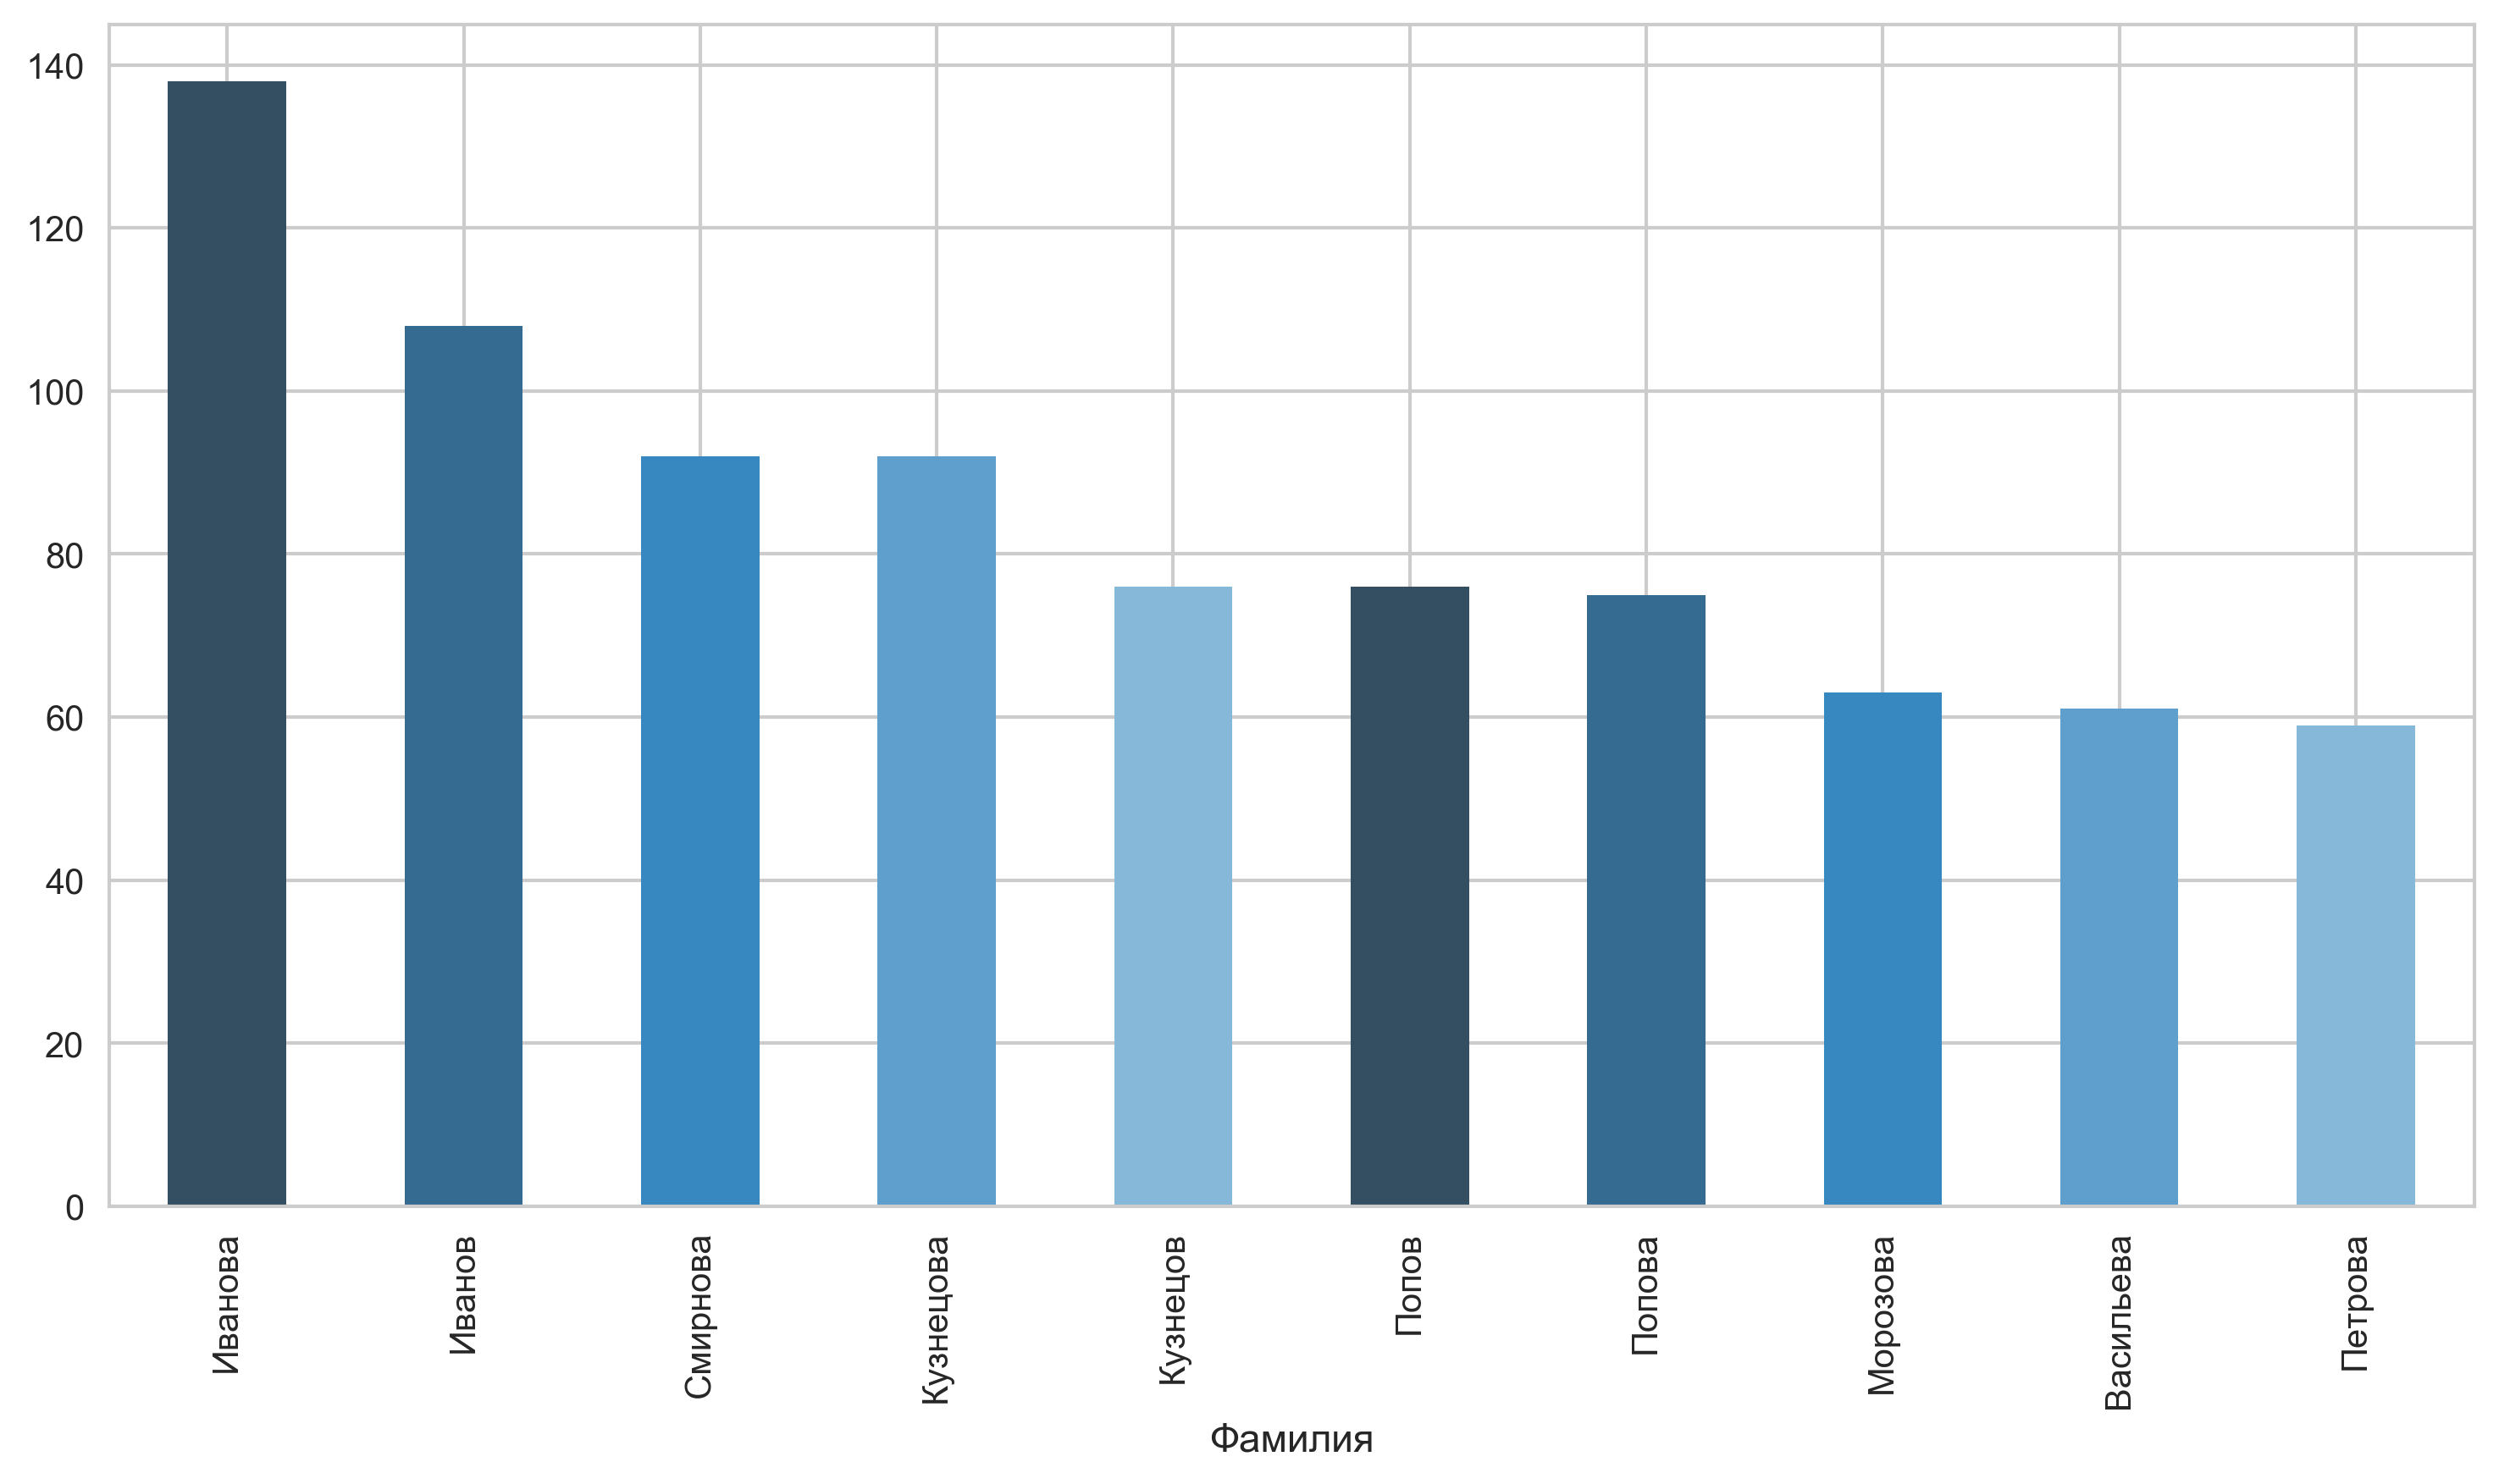 140
120
100
80
60
40
20
0
Иванова
Иванов
Смирнова
Кузнецова
Кузнецов
Попов
Попова
Морозова
Васильева
Петрова
Фамилия